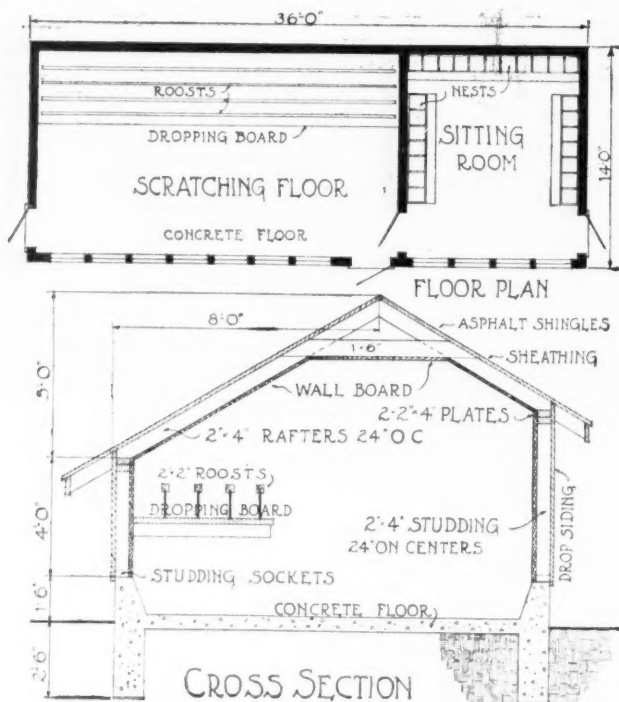 36'-0"
ROOSTS
NESTS
DROPPING BOARD
SITTING
ROOM
14'-0"
SCRATCHING FLOOR
CONCRETE FLOOR
FLOOR PLAN
8'-0"
ASPHALT SHINGLES
1'-6"
SHEATHING
5'-0"
WALL BOARD
2-2"×4" PLATES
2"×4" RAFTERS 24" O C
2"×2" ROOSTS
DROPPING BOARD
4'-0"
2"×4" STUDDING
24" ON CENTERS
DROP SIDING
STUDDING SOCKETS
1'-6"
CONCRETE FLOOR
2'-6"
CROSS SECTION